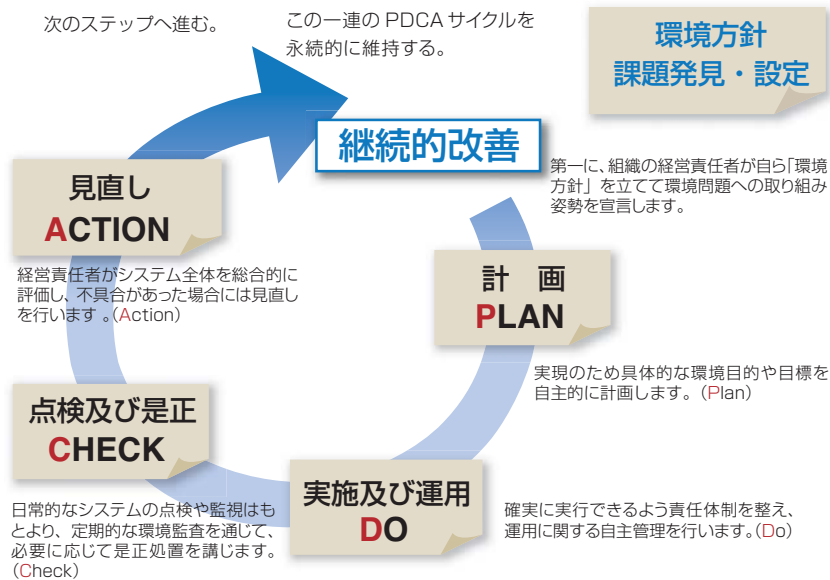 次のステップへ進む。
この一連の PDCA サイクルを
永続的に維持する。
環境方針
課題発見・設定
継続的改善
第一に、組織の経営責任者が自ら「環境
方針」を立てて環境問題への取り組み
姿勢を宣言します。
計 画
PLAN
実現のため具体的な環境目的や目標を
自主的に計画します。（Plan）
実施及び運用
DO
確実に実行できるよう責任体制を整え、
運用に関する自主管理を行います。（Do）
点検及び是正
CHECK
日常的なシステムの点検や監視はも
とより、定期的な環境監査を通じて、
必要に応じて是正処置を講じます。
（Check）
見直し
ACTION
経営責任者がシステム全体を総合的に
評価し、不具合があった場合には見直し
を行います 。（Action）